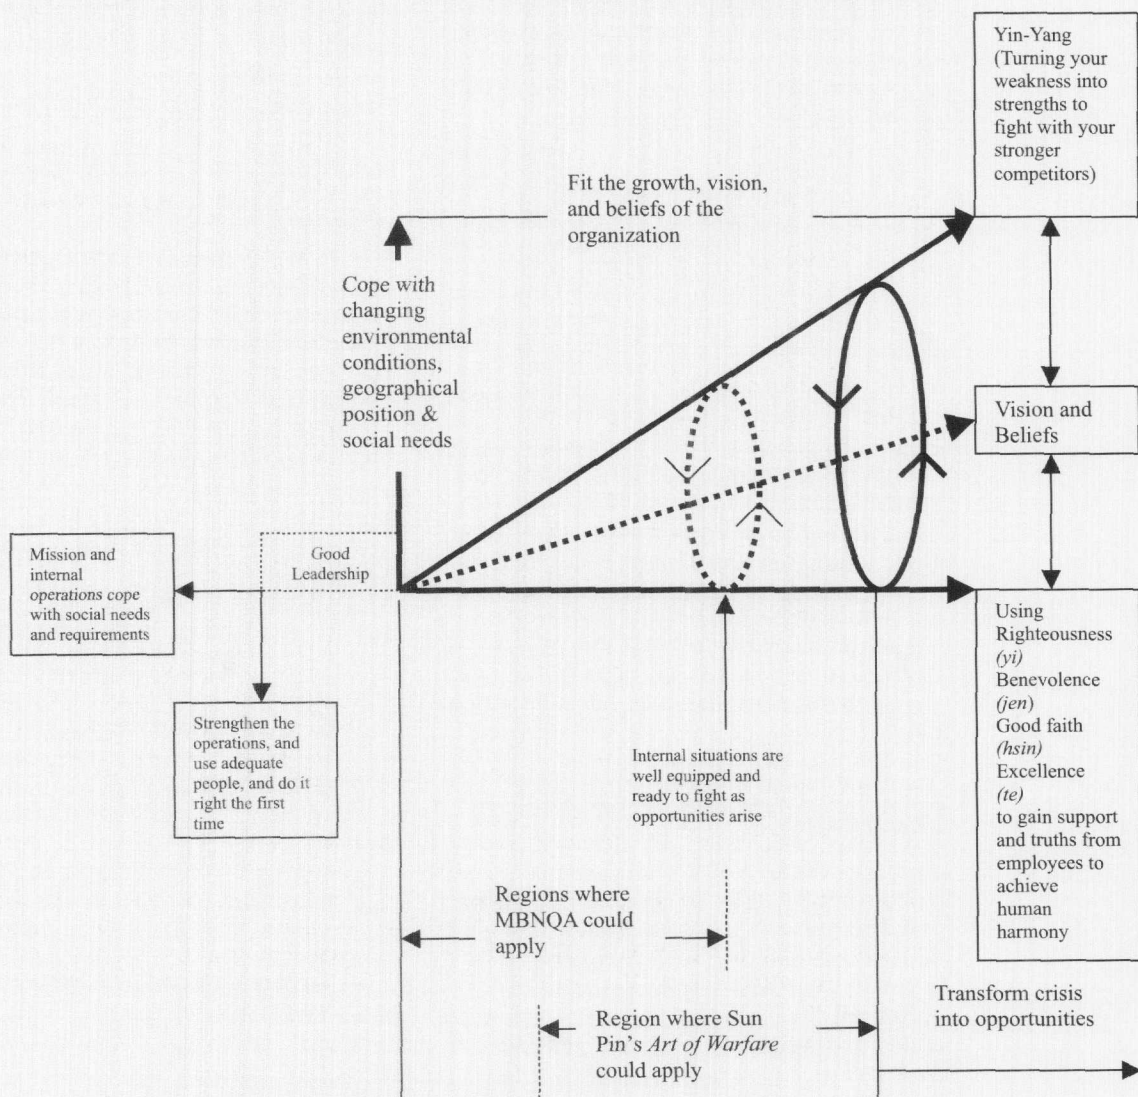 Yin-Yang
(Turning your
weakness into
strengths to
fight with your
stronger
competitors)
Fit the growth, vision,
and beliefs of the
organization
Cope with
changing
environmental
conditions,
geographical
position &
social needs
Vision and
Beliefs
Mission and
internal
operations cope
with social needs
and requirements
Good
Leadership
Strengthen the
operations, and
use adequate
people, and do it
right the first
time
Internal situations are
well equipped and
ready to fight as
opportunities arise
Using
Righteousness
(yi)
Benevolence
(jen)
Good faith
(hsin)
Excellence
(te)
to gain support
and truths from
employees to
achieve
human
harmony
Regions where
MBNQA could
apply
Region where Sun
Pin's Art of Warfare
could apply
Transform crisis
into opportunities